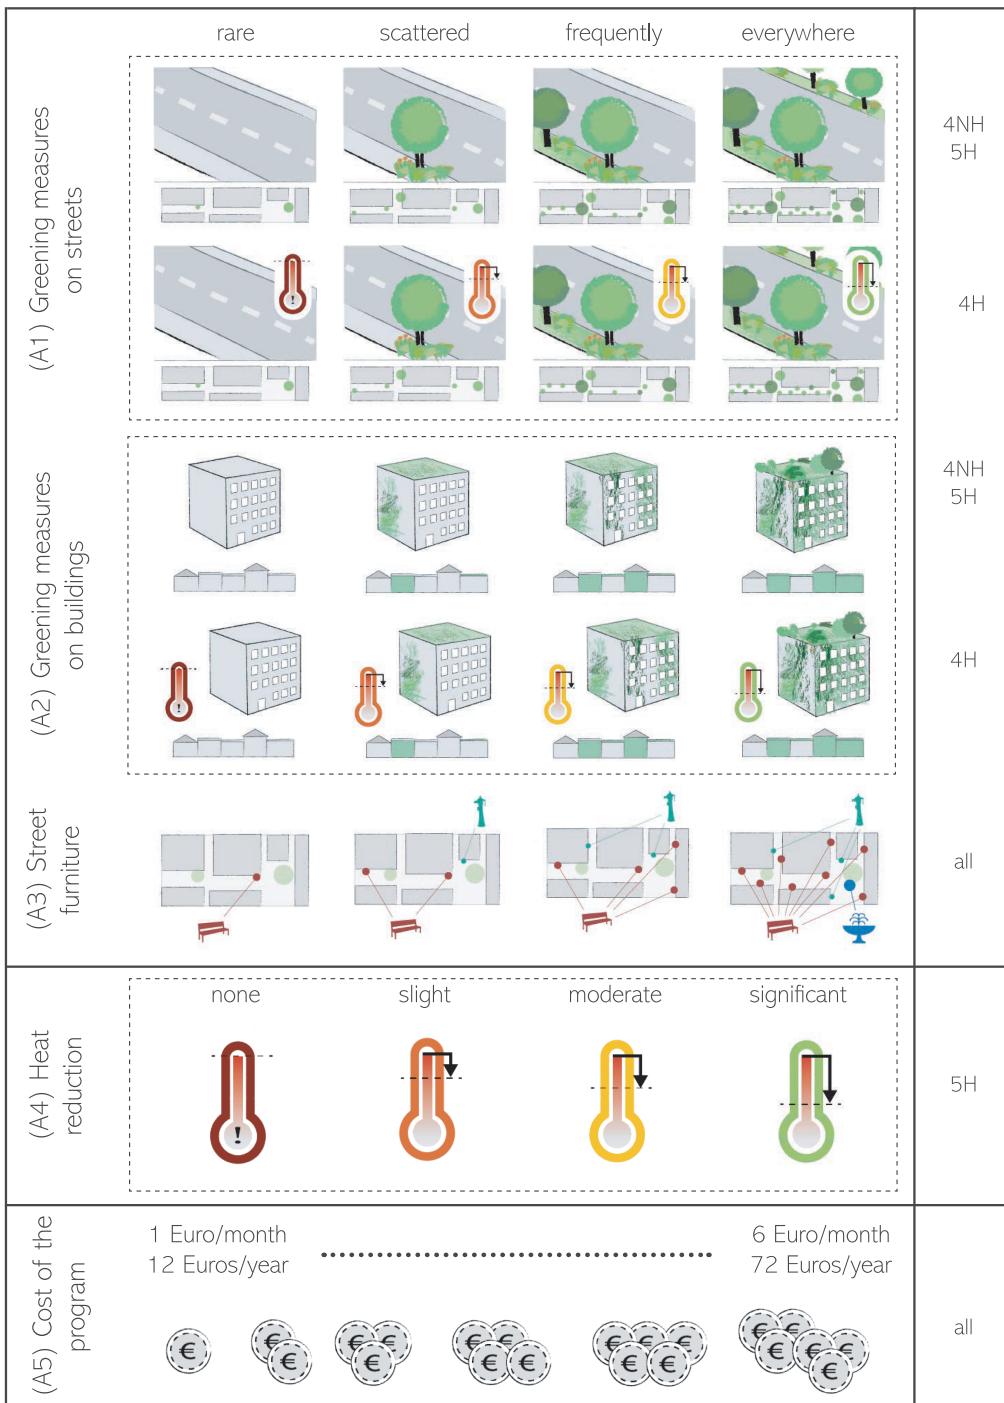 rare scattered frequently everywhere
(A1) Greening measures
on streets
4NH
5H
!
4H
(A2) Greening measures
on buildings
4NH
5H
!
4H
(A3) Street
furniture
all
none slight moderate significant
(A4) Heat
reduction
!
5H
(A5) Cost of the
program
1 Euro/month 6 Euro/month
12 Euros/year 72 Euros/year
€ € € € € € € € € € € € € € € € € € € € €
all